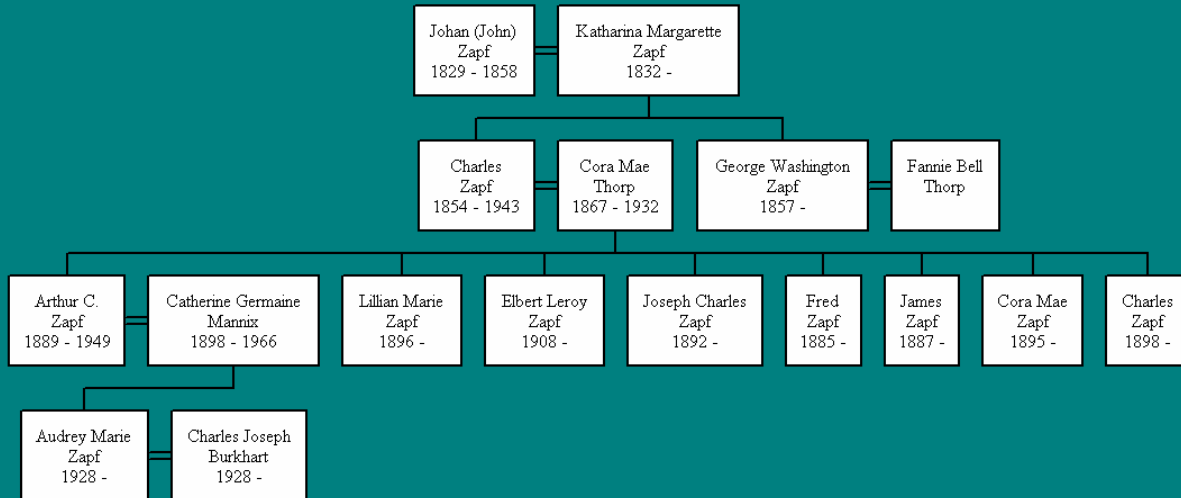 Johan (John)
Zapf
1829 - 1858
Katharina Margarette
Zapf
1832 -
Charles
Zapf
1854 - 1943
Cora Mae
Thorp
1867 - 1932
George Washington
Zapf
1857 -
Fannie Bell
Thorp
Arthur C.
Zapf
1889 - 1949
Catherine Germaine
Mannix
1898 - 1966
Lillian Marie
Zapf
1896 -
Elbert Leroy
Zapf
1908 -
Joseph Charles
Zapf
1892 -
Fred
Zapf
1885 -
James
Zapf
1887 -
Cora Mae
Zapf
1895 -
Charles
Zapf
1898 -
Audrey Marie
Zapf
1928 -
Charles Joseph
Burkhart
1928 -